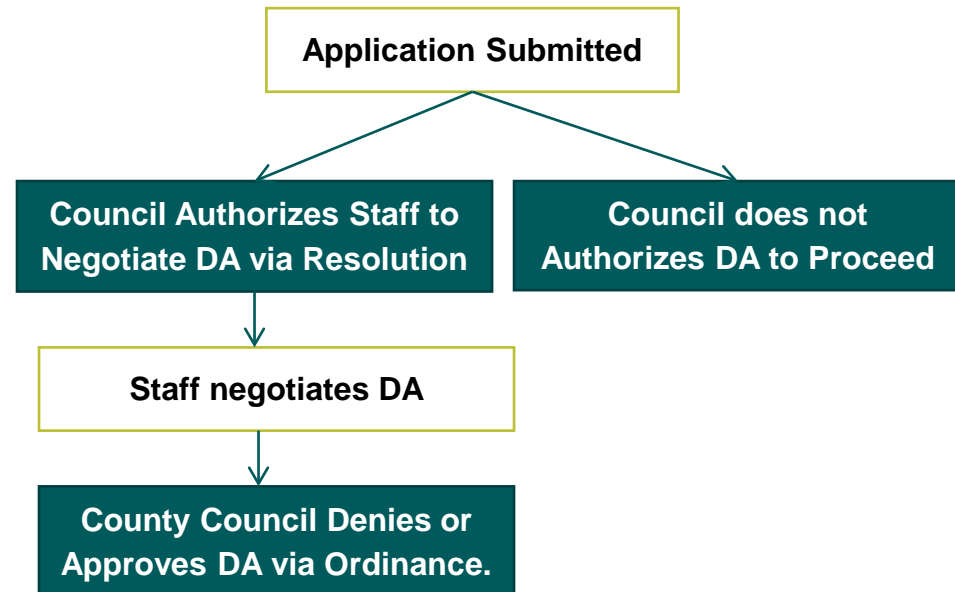 Application Submitted
Council Authorizes Staff to
Negotiate DA via Resolution
Council does not
Authorizes DA to Proceed
Staff negotiates DA
County Council Denies or
Approves DA via Ordinance.